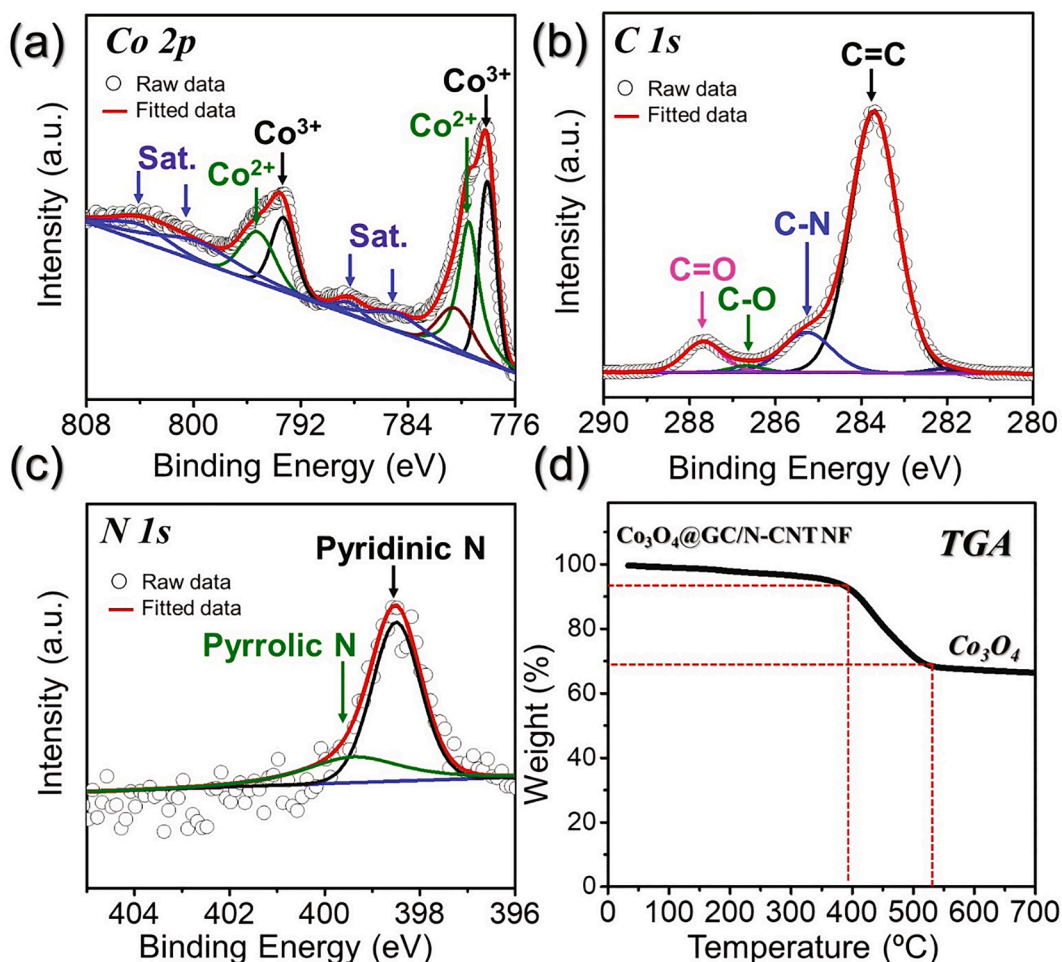 (a)
Co 2p
Raw data
Fitted data
Co³⁺
Co²⁺
Co³⁺
Co²⁺
Sat.
Sat.
Intensity (a.u.)
808 800 792 784 776
Binding Energy (eV)
(b)
C 1s
Raw data
Fitted data
C=C
C-N
C=O
C-O
Intensity (a.u.)
290 288 286 284 282 280
Binding Energy (eV)
(c)
N 1s
Raw data
Fitted data
Pyridinic N
Pyrrolic N
Intensity (a.u.)
404 402 400 398 396
Binding Energy (eV)
(d)
Co₃O₄@GC/N-CNT NF
TGA
Co₃O₄
Weight (%)
100
80
60
40
20
0
0 100 200 300 400 500 600 700
Temperature (ºC)